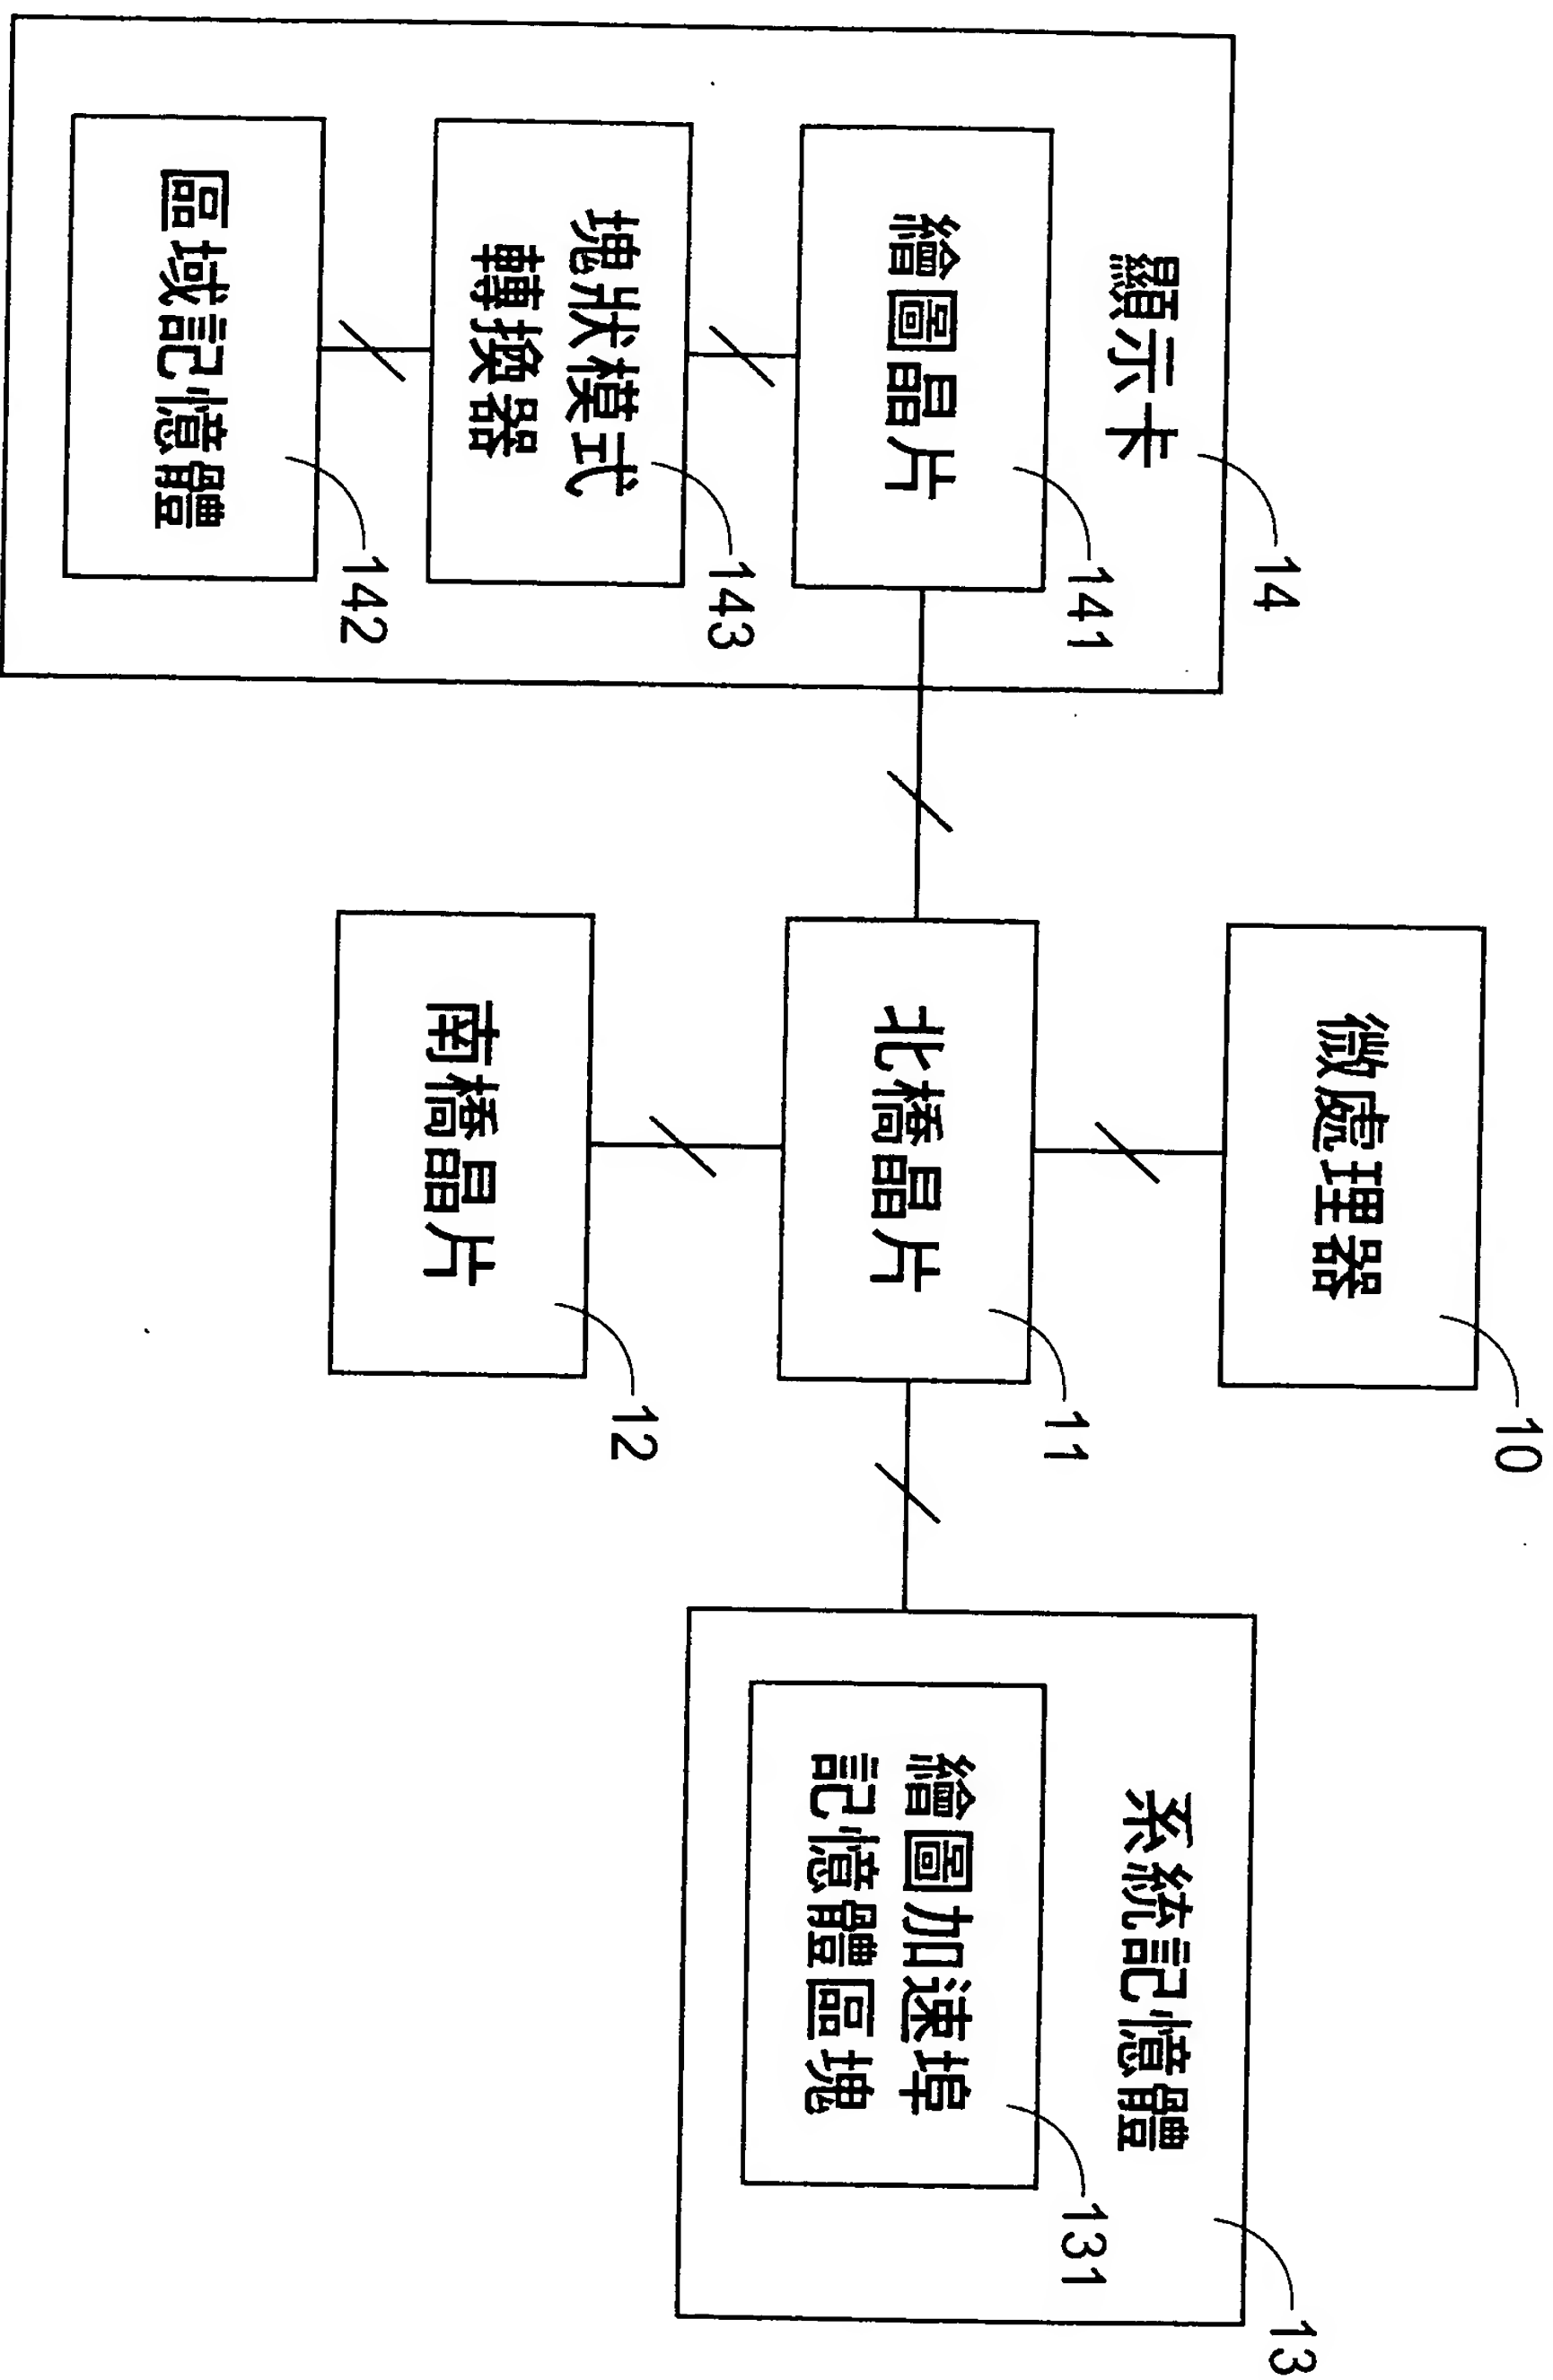 微處理器
10
顯示卡
14
繪圖晶片
141
塊狀模式
轉換器
143
區域記憶體
142
北橋晶片
11
南橋晶片
12
系統記憶體
13
繪圖加速埠
記憶體區塊
131